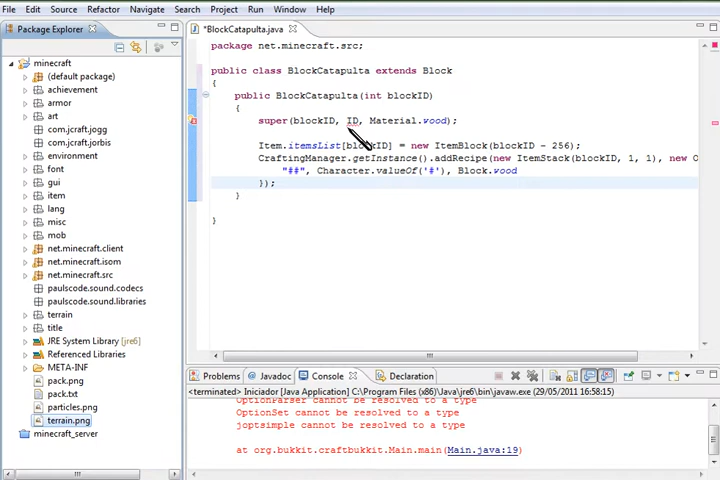 File Edit Source Refactor Navigate Search Project Run Window Help
Package Explorer
*BlockCatapulta.java
minecraft
(default package)
achievement
armor
art
com.jcraft.jogg
com.jcraft.jorbis
environment
font
gui
item
lang
misc
mob
net.minecraft.client
net.minecraft.isom
net.minecraft.src
paulscode.sound.codecs
paulscode.sound.libraries
terrain
title
JRE System Library [jre6]
Referenced Libraries
META-INF
pack.png
pack.txt
particles.png
terrain.png
minecraft_server
package net.minecraft.src;
public class BlockCatapulta extends Block
{
public BlockCatapulta(int blockID)
{
super(blockID, ID, Material.wood);
Item.itemsList[blockID] = new ItemBlock(blockID - 256);
CraftingManager.getInstance().addRecipe(new ItemStack(blockID, 1, 1), new O
"##", Character.valueOf('#'), Block.wood
});
}
}
Problems Javadoc Console Declaration
<terminated> Iniciador [Java Application] C:\Program Files (x86)\Java\jre6\bin\javaw.exe (29/05/2011 16:58:15)
OptionParser cannot be resolved to a type
OptionSet cannot be resolved to a type
joptsimple cannot be resolved to a type
at org.bukkit.craftbukkit.Main.main(Main.java:19)